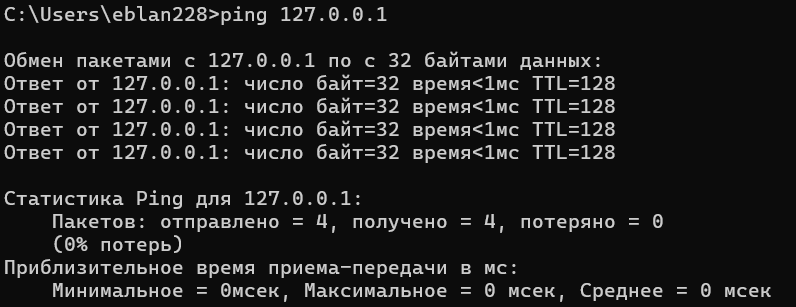 C:\Users\eblan228>ping 127.0.0.1
Обмен пакетами с 127.0.0.1 по с 32 байтами данных:
Ответ от 127.0.0.1: число байт=32 время<1мс TTL=128
Ответ от 127.0.0.1: число байт=32 время<1мс TTL=128
Ответ от 127.0.0.1: число байт=32 время<1мс TTL=128
Ответ от 127.0.0.1: число байт=32 время<1мс TTL=128
Статистика Ping для 127.0.0.1:
Пакетов: отправлено = 4, получено = 4, потеряно = 0
(0% потерь)
Приблизительное время приема-передачи в мс:
Минимальное = 0мсек, Максимальное = 0 мсек, Среднее = 0 мсек